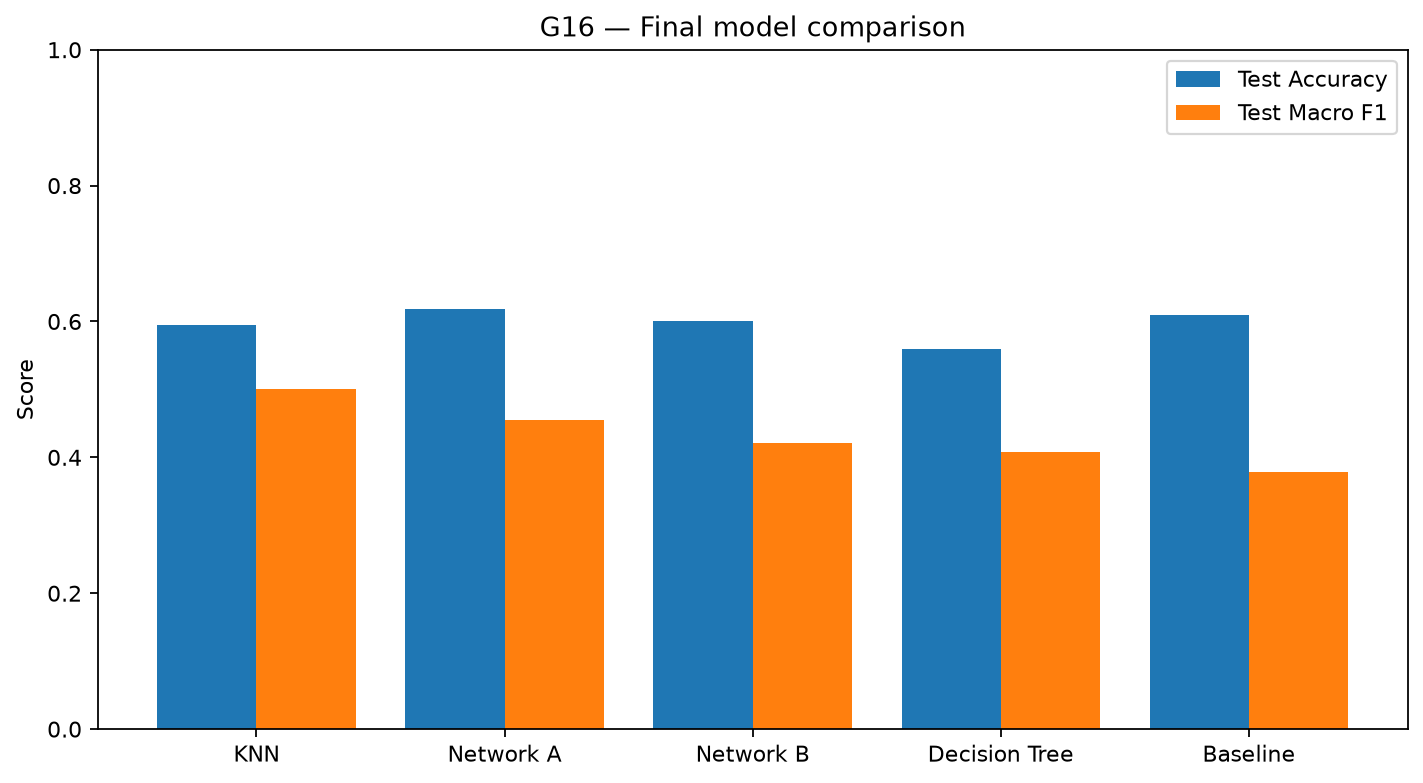 G16 — Final model comparison
Test Accuracy
Test Macro F1
Score
1.0
0.8
0.6
0.4
0.2
0.0
KNN
Network A
Network B
Decision Tree
Baseline